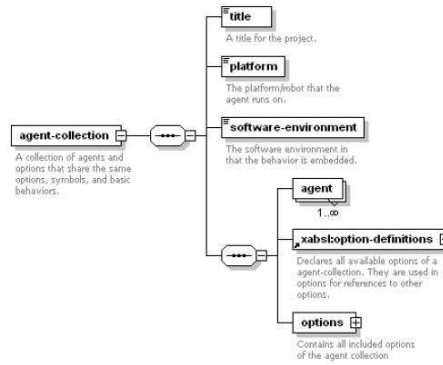 title
A title for the project.
platform
The platform/robot that the
agent runs on.
agent-collection
A collection of agents and
options that share the same
options, symbols, and basic
behaviors.
software-environment
The software environment in
that the behavior is embedded.
agent
1..∞
xabsl:option-definitions
Declares all available options of a
agent-collection. They are used in
options for references to other
options.
options
Contains all included options
of the agent collection